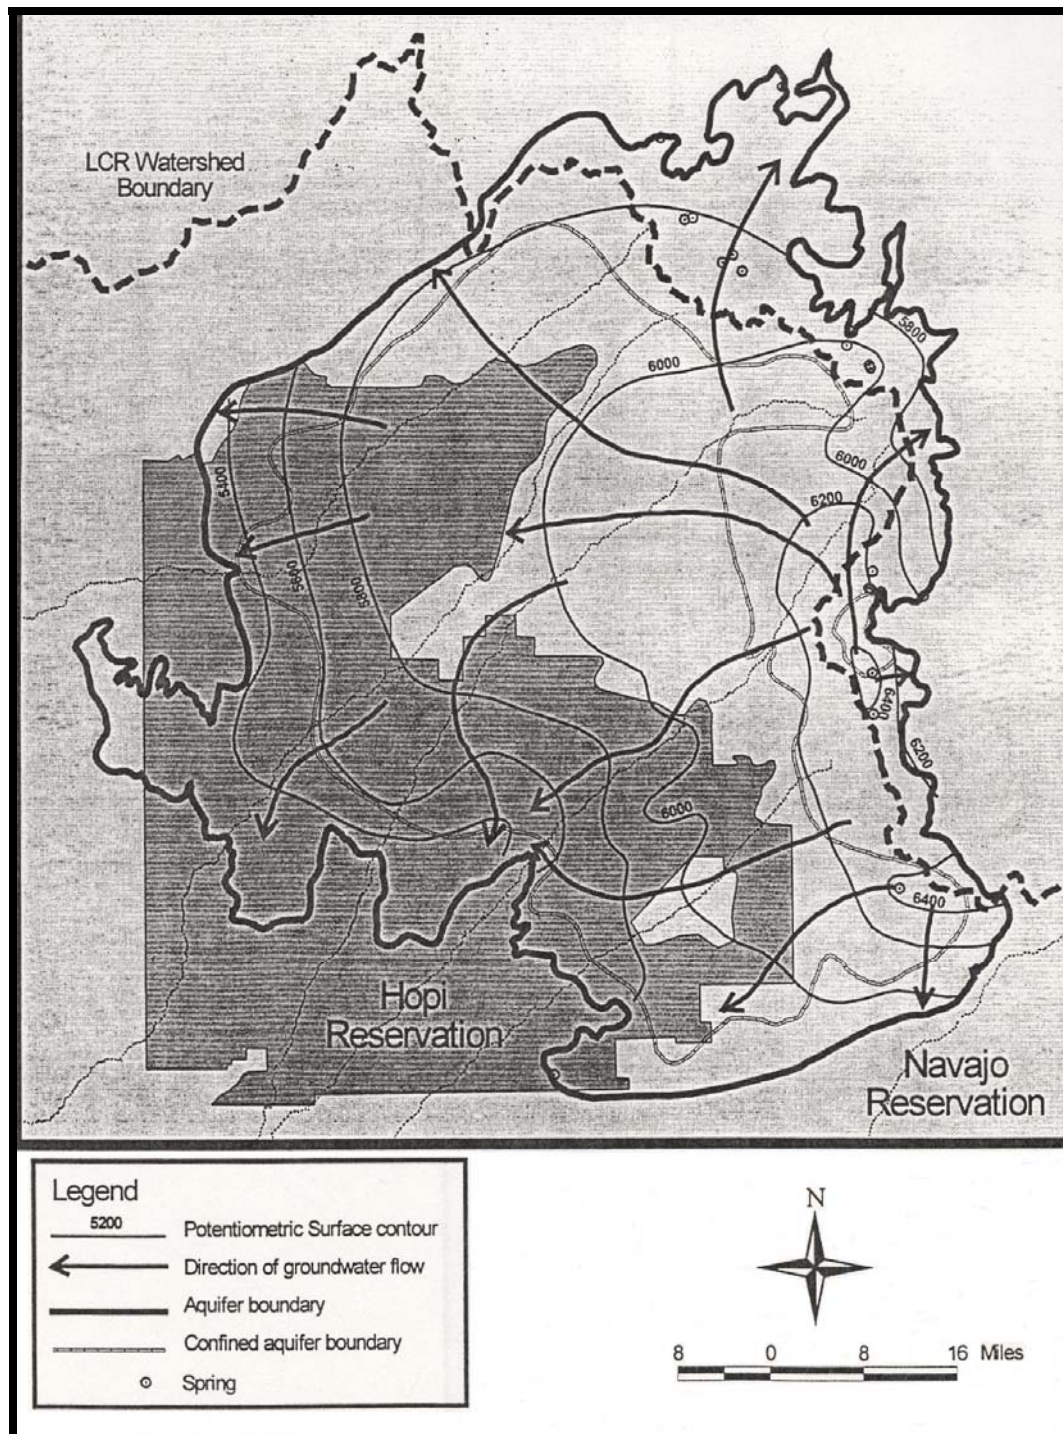 LCR Watershed
Boundary
5800
6000
6000
6200
5400
5600
5800
6400
6200
6000
6400
Hopi
Reservation
Navajo
Reservation
Legend
5200
Potentiometric Surface contour
Direction of groundwater flow
Aquifer boundary
Confined aquifer boundary
Spring
N
8 0 8 16 Miles